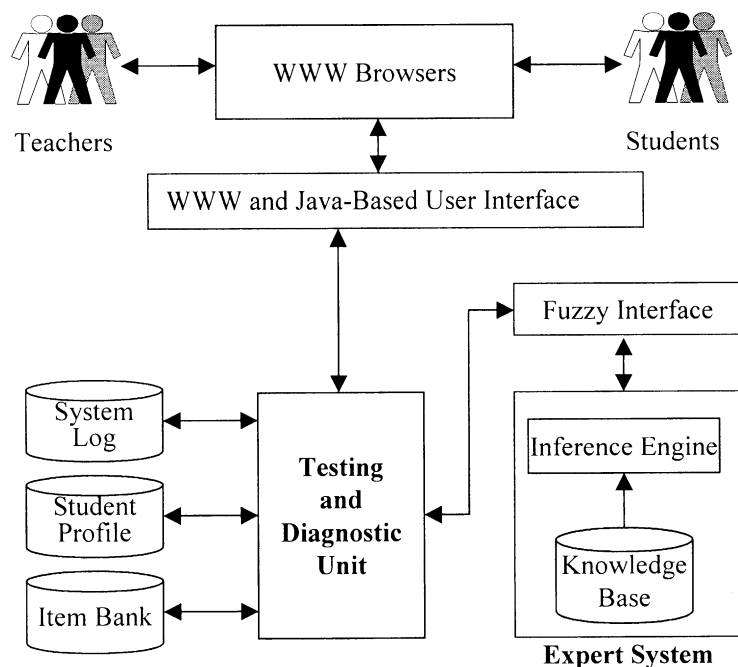 WWW Browsers
Teachers
Students
WWW and Java-Based User Interface
Fuzzy Interface
System
Log
Testing
and
Diagnostic
Unit
Inference Engine
Student
Profile
Knowledge
Base
Item Bank
Expert System